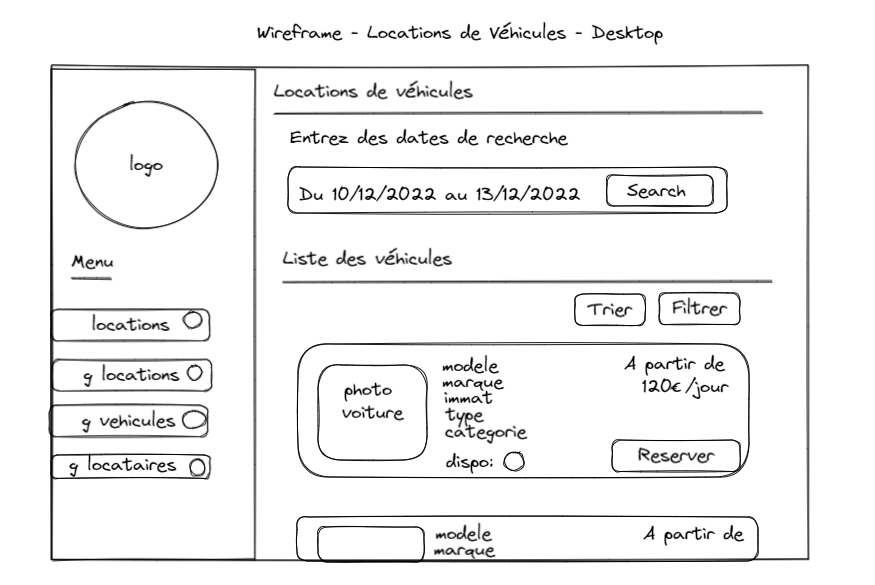 Wireframe - Locations de Véhicules - Desktop
logo
Menu
locations
g locations
g vehicules
g locataires
Locations de véhicules
Entrez des dates de recherche
Du 10/12/2022 au 13/12/2022
Search
Liste des véhicules
Trier
Filtrer
photo
voiture
modele
marque
immat
type
categorie
dispo:
A partir de
120€/jour
Reserver
modele
marque
A partir de